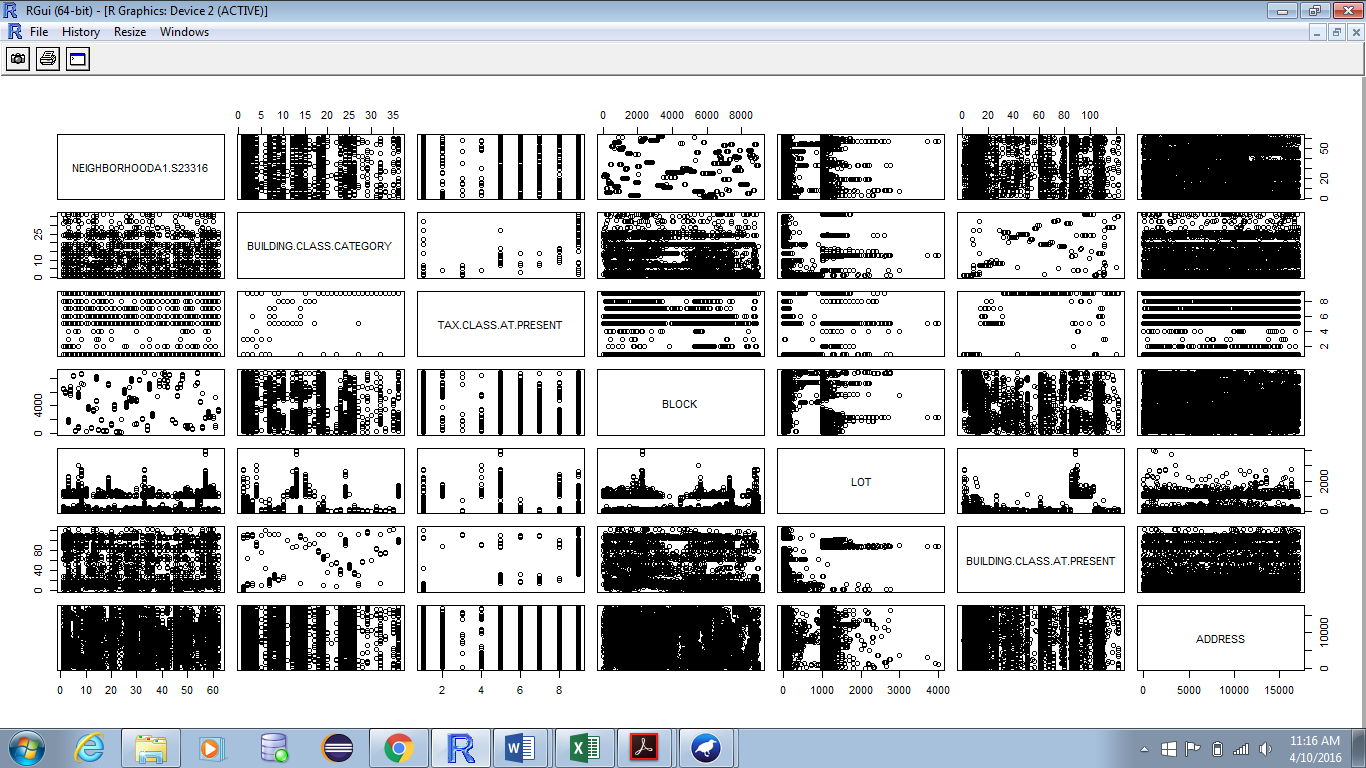 RGui (64-bit) - [R Graphics: Device 2 (ACTIVE)]
File History Resize Windows
0 5 10 15 20 25 30 35 0 2000 4000 6000 8000 0 20 40 60 80 100
NEIGHBORHOODA1.S23316
0 20 50
BUILDING.CLASS.CATEGORY
0 10 25
TAX.CLASS.AT.PRESENT
2 4 6 8
BLOCK
0 4000
LOT
0 2000
BUILDING.CLASS.AT.PRESENT
0 40 80
ADDRESS
0 10000
0 10 20 30 40 50 60 2 4 6 8 0 1000 2000 3000 4000 0 5000 10000 15000
11:16 AM
4/10/2016